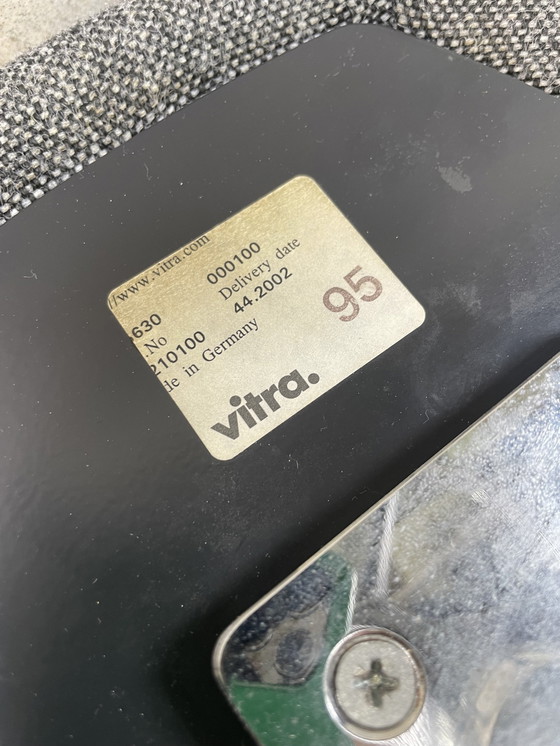 /www.vitra.com
630 000100
.No Delivery date
210100 44.2002
de in Germany
95
vitra.